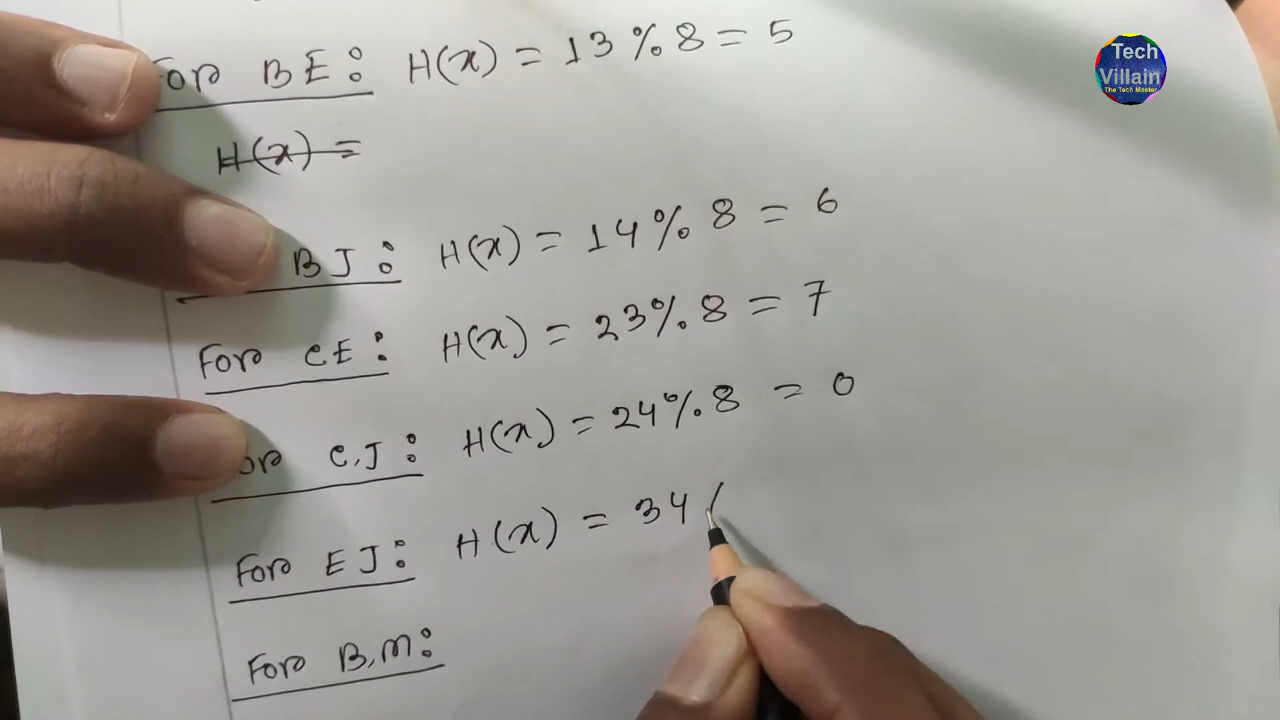 For BE: H(x) = 13 % 8 = 5
H(x) =
BJ: H(x) = 14 % 8 = 6
For CE: H(x) = 23 % 8 = 7
For C,J: H(x) = 24 % 8 = 0
For EJ: H(x) = 34
For B,M:
Tech
Villain
The Tech Master